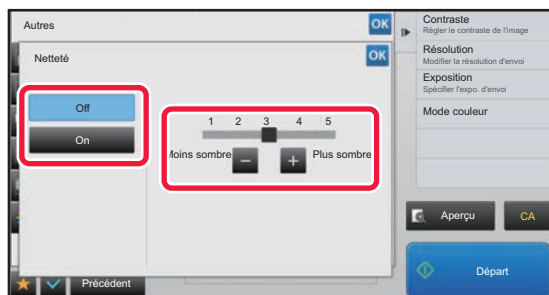 Autres
OK
Netteté
OK
Off
On
1 2 3 4 5
Moins sombre
Plus sombre
Précédent
Contraste
Régler le contraste de l'image
Résolution
Modifier la résolution d'envoi
Exposition
Spécifier l'expo. d'envoi
Mode couleur
Aperçu
CA
Départ